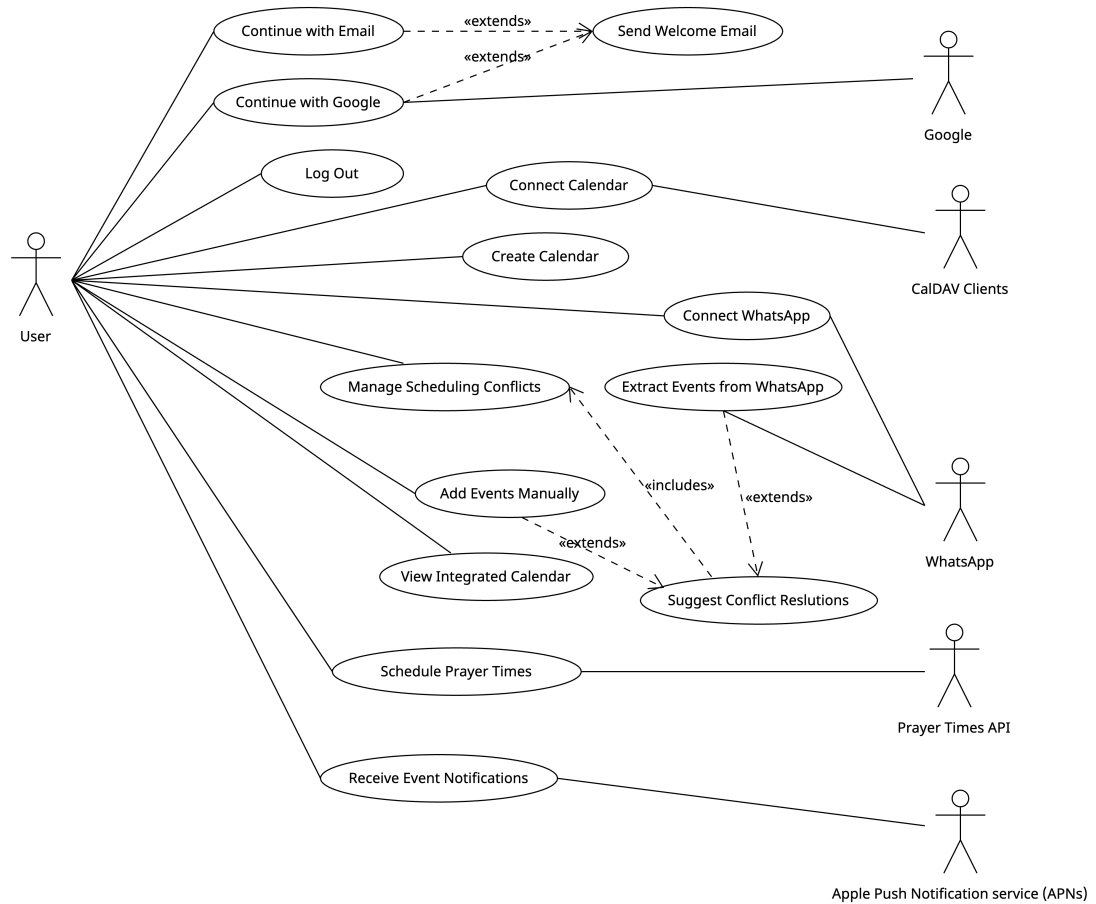 Continue with Email
«extends»
Send Welcome Email
«extends»
Continue with Google
Google
Log Out
Connect Calendar
CalDAV Clients
Create Calendar
User
Connect WhatsApp
Manage Scheduling Conflicts
Extract Events from WhatsApp
«includes»
«extends»
Add Events Manually
«extends»
WhatsApp
View Integrated Calendar
Suggest Conflict Reslutions
Schedule Prayer Times
Prayer Times API
Receive Event Notifications
Apple Push Notification service (APNs)